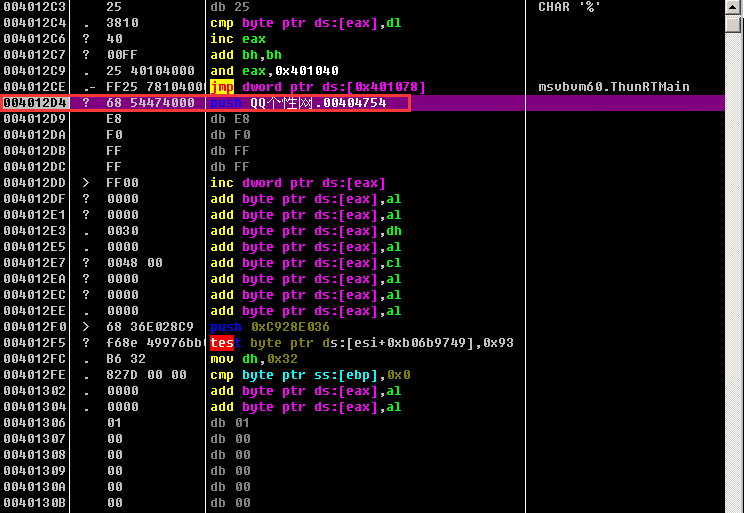 004012C3 25 db 25 CHAR '%'
004012C4 . 3810 cmp byte ptr ds:[eax],dl
004012C6 ? 40 inc eax
004012C7 ? 00FF add bh,bh
004012C9 . 25 40104000 and eax,0x401040
004012CE .- FF25 78104000 jmp dword ptr ds:[0x401078] msvbvm60.ThunRTMain
004012D4 ? 68 54474000 push QQ个性网.00404754
004012D9 E8 db E8
004012DA F0 db F0
004012DB FF db FF
004012DC FF db FF
004012DD > FF00 inc dword ptr ds:[eax]
004012DF ? 0000 add byte ptr ds:[eax],al
004012E1 ? 0000 add byte ptr ds:[eax],al
004012E3 . 0030 add byte ptr ds:[eax],dh
004012E5 . 0000 add byte ptr ds:[eax],al
004012E7 ? 0048 00 add byte ptr ds:[eax],cl
004012EA ? 0000 add byte ptr ds:[eax],al
004012EC ? 0000 add byte ptr ds:[eax],al
004012EE . 0000 add byte ptr ds:[eax],al
004012F0 > 68 36E028C9 push 0xC928E036
004012F5 ? f68e 49976bb test byte ptr ds:[esi+0xb06b9749],0x93
004012FC . B6 32 mov dh,0x32
004012FE . 827D 00 00 cmp byte ptr ss:[ebp],0x0
00401302 . 0000 add byte ptr ds:[eax],al
00401304 . 0000 add byte ptr ds:[eax],al
00401306 01 db 01
00401307 00 db 00
00401308 00 db 00
00401309 00 db 00
0040130A 00 db 00
0040130B 00 db 00